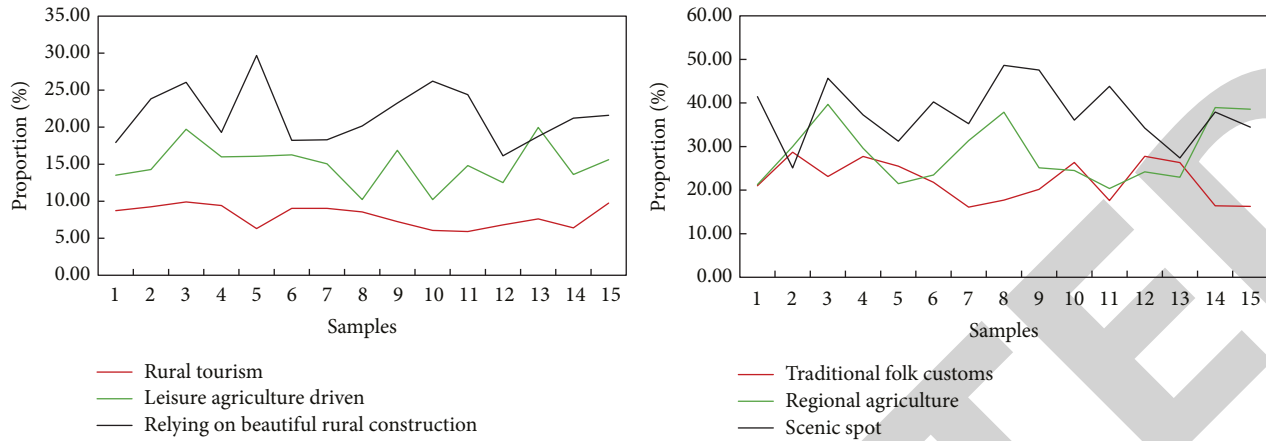 35.00
30.00
25.00
20.00
15.00
10.00
5.00
0.00
Proportion (%)
1 2 3 4 5 6 7 8 9 10 11 12 13 14 15
Samples
Rural tourism
Leisure agriculture driven
Relying on beautiful rural construction
60.00
50.00
40.00
30.00
20.00
10.00
0.00
Proportion (%)
1 2 3 4 5 6 7 8 9 10 11 12 13 14 15
Samples
Traditional folk customs
Regional agriculture
Scenic spot